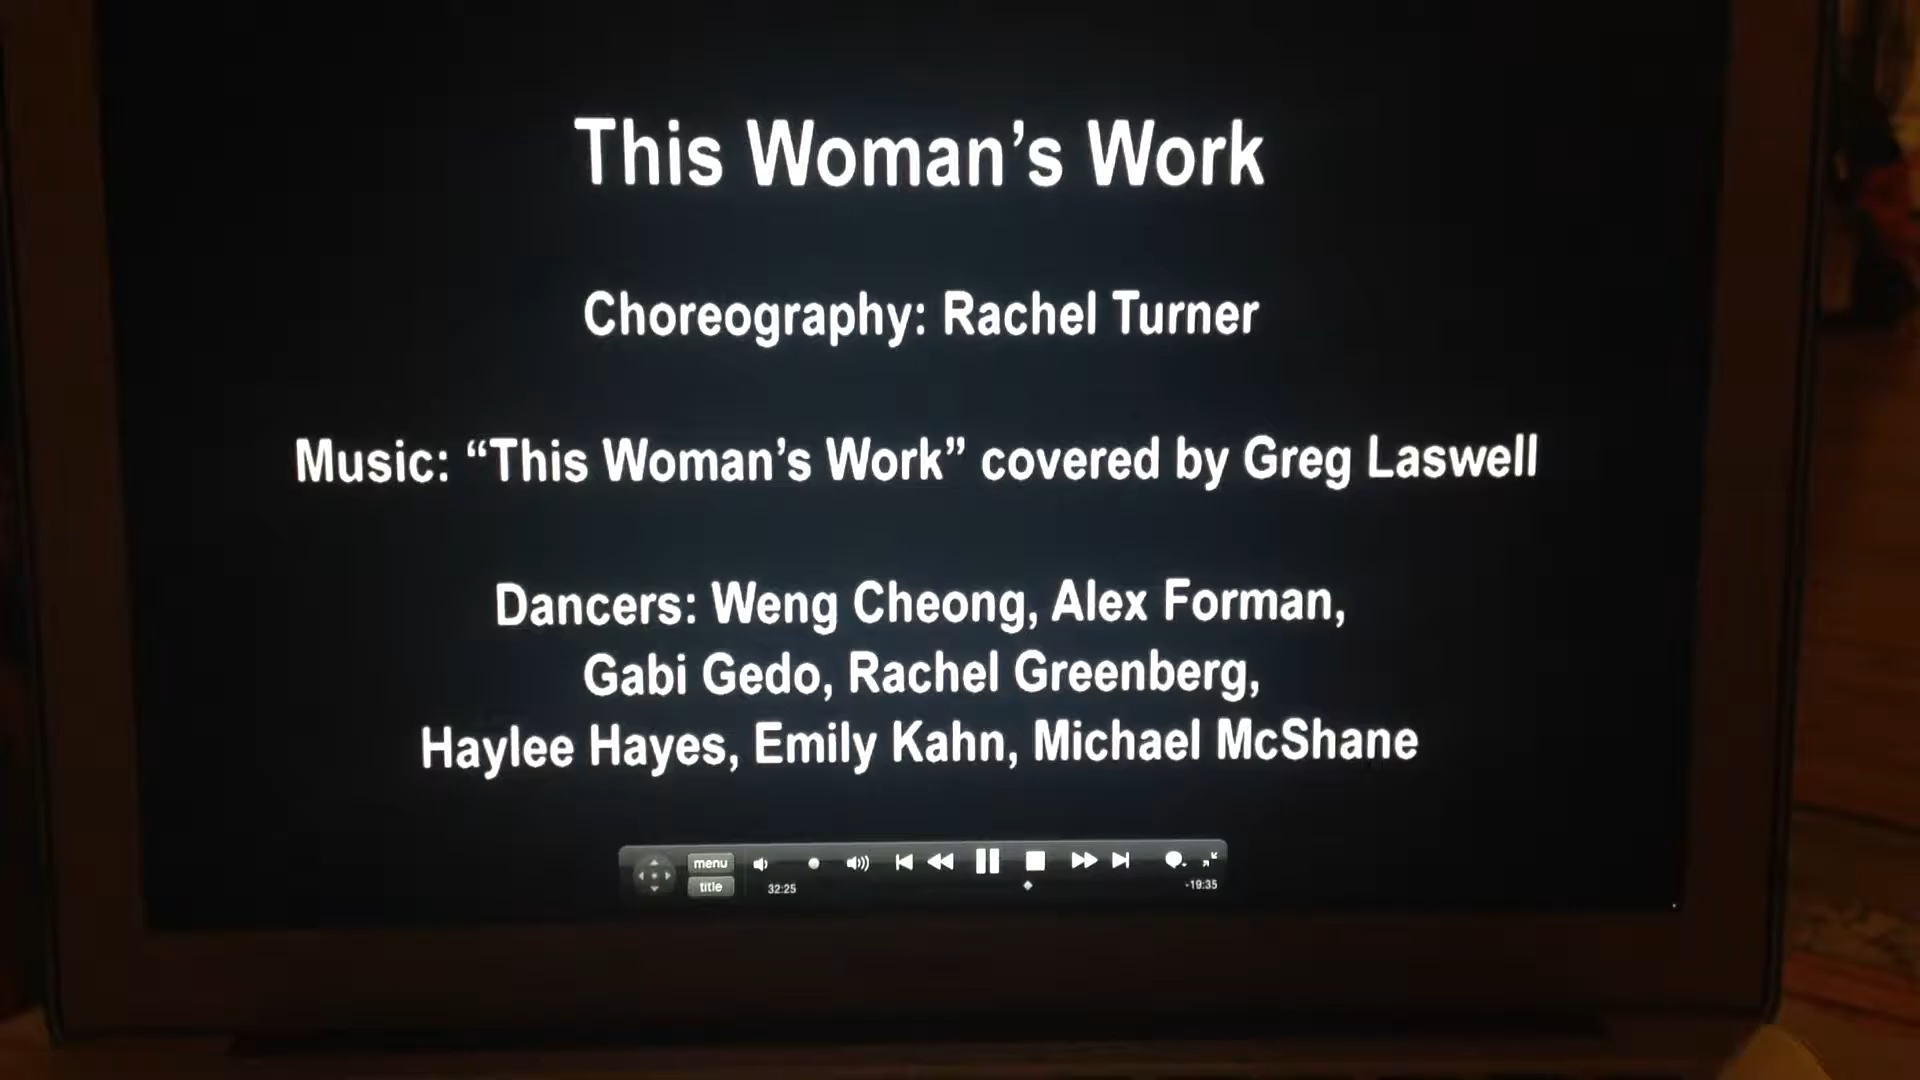 This Woman’s Work
Choreography: Rachel Turner
Music: “This Woman’s Work” covered by Greg Laswell
Dancers: Weng Cheong, Alex Forman,
Gabi Gedo, Rachel Greenberg,
Haylee Hayes, Emily Kahn, Michael McShane
menu
title
32:25
-19:35